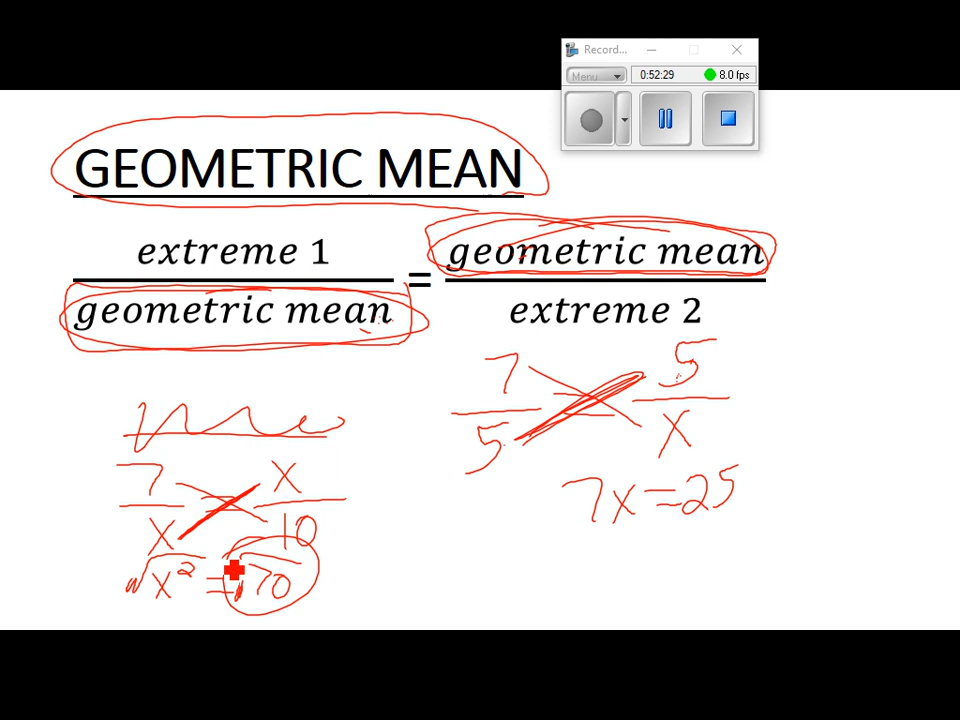 Record...
Menu 0:52:29 8.0 fps
GEOMETRIC MEAN
extreme 1 / geometric mean = geometric mean / extreme 2
7 / 5 = 5 / x
7x = 25
7 / x = x / 10
√x² = √70